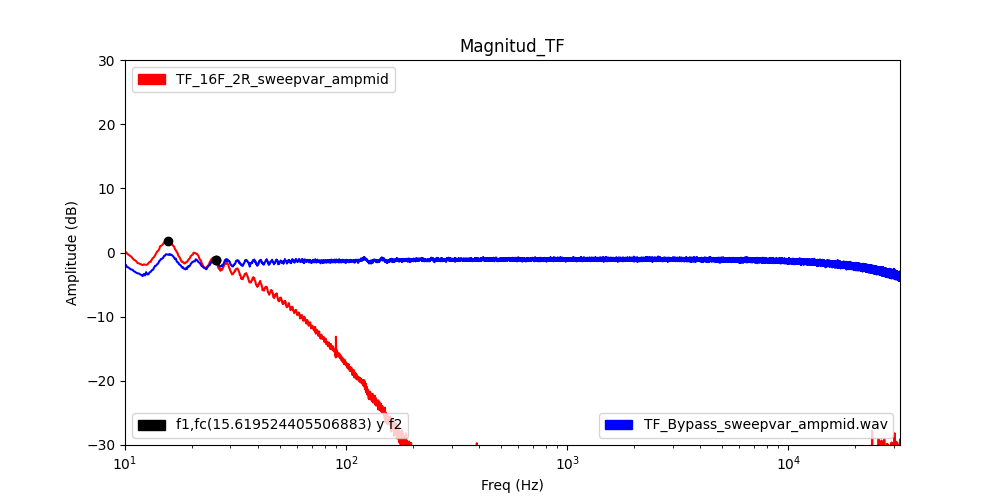 Magnitud_TF
TF_16F_2R_sweepvar_ampmid
30
20
10
0
−10
−20
−30
Amplitude (dB)
f1,fc(15.619524405506883) y f2
TF_Bypass_sweepvar_ampmid.wav
10¹ 10² 10³ 10⁴
Freq (Hz)